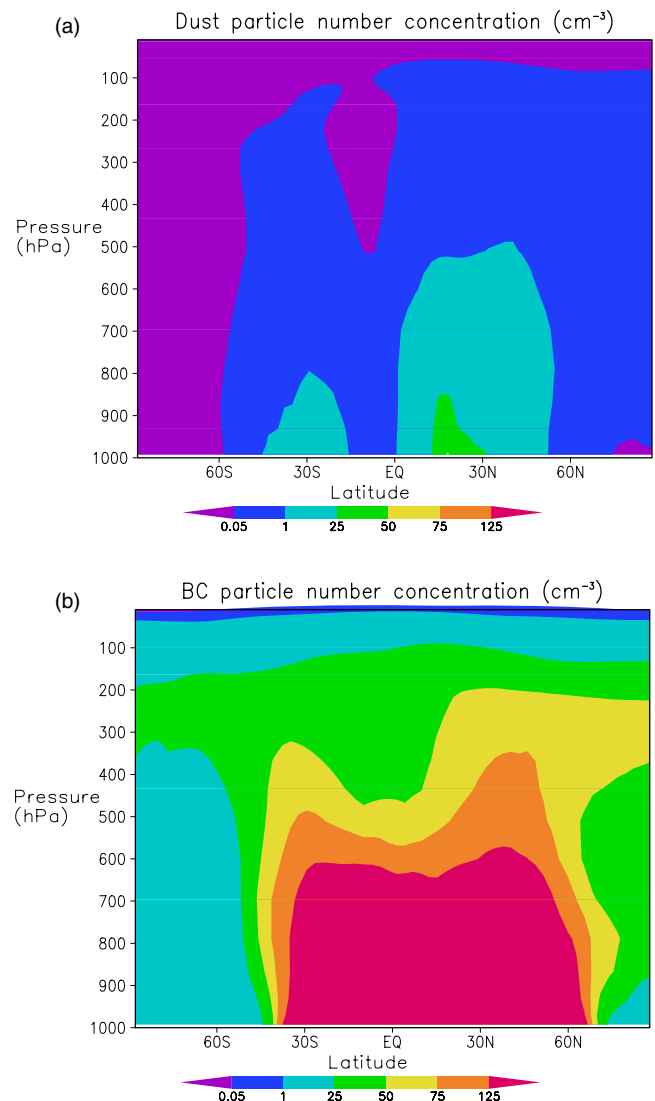 (a)
Dust particle number concentration (cm⁻³)
100
200
300
400
500
600
700
800
900
1000
Pressure
(hPa)
60S 30S EQ 30N 60N
Latitude
0.05 1 25 50 75 125
(b)
BC particle number concentration (cm⁻³)
100
200
300
400
500
600
700
800
900
1000
Pressure
(hPa)
60S 30S EQ 30N 60N
Latitude
0.05 1 25 50 75 125